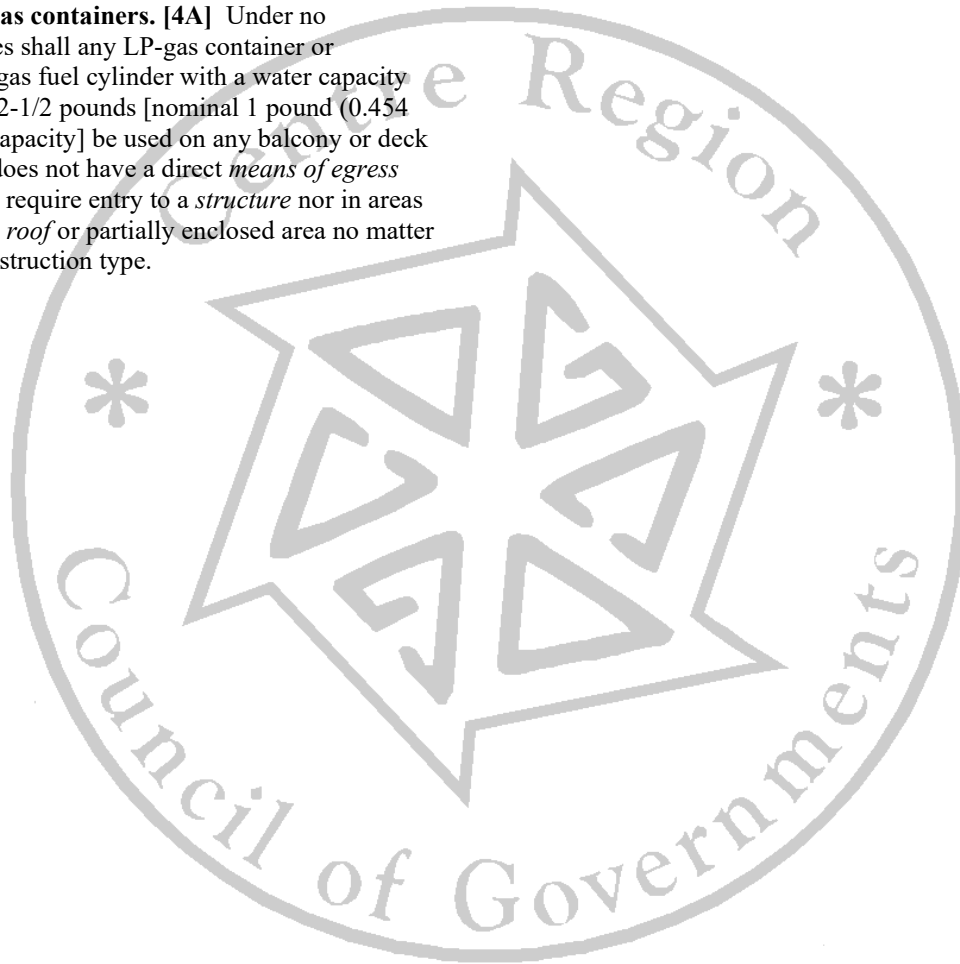 as containers. [4A] Under no
es shall any LP-gas container or
gas fuel cylinder with a water capacity
2-1/2 pounds [nominal 1 pound (0.454
apacity] be used on any balcony or deck
does not have a direct means of egress
require entry to a structure nor in areas
roof or partially enclosed area no matter
struction type.
Centre Region
* *
Council of Governments